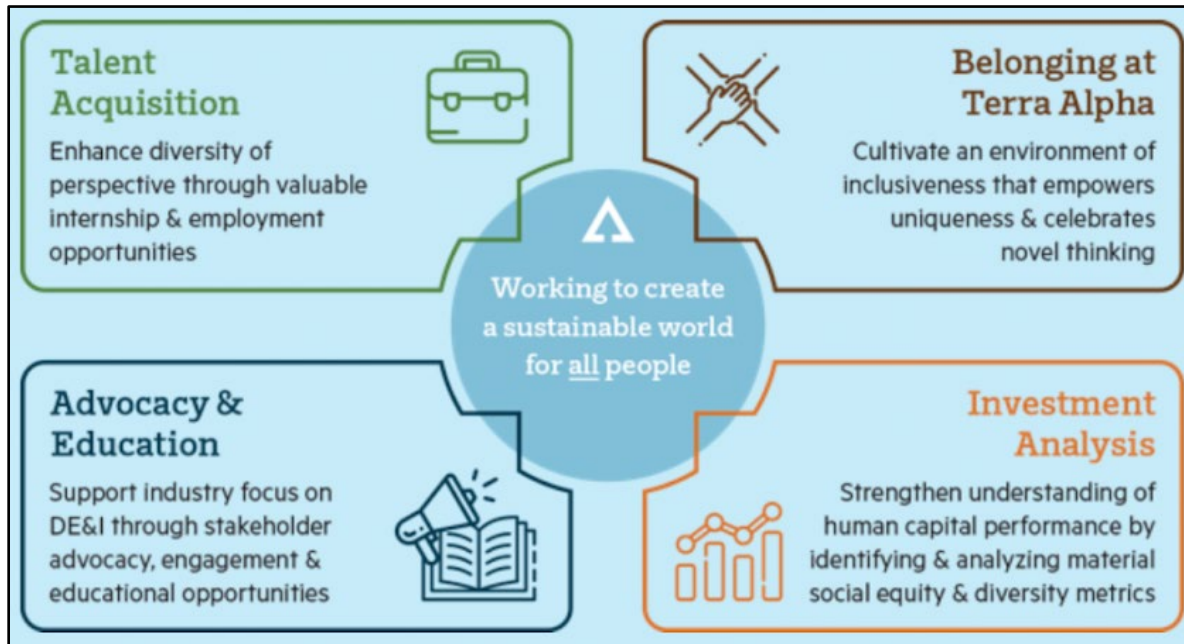 Talent
Acquisition
Enhance diversity of
perspective through valuable
internship & employment
opportunities
Belonging at
Terra Alpha
Cultivate an environment of
inclusiveness that empowers
uniqueness & celebrates
novel thinking
Working to create
a sustainable world
for all people
Advocacy &
Education
Support industry focus on
DE&I through stakeholder
advocacy, engagement &
educational opportunities
Investment
Analysis
Strengthen understanding of
human capital performance by
identifying & analyzing material
social equity & diversity metrics